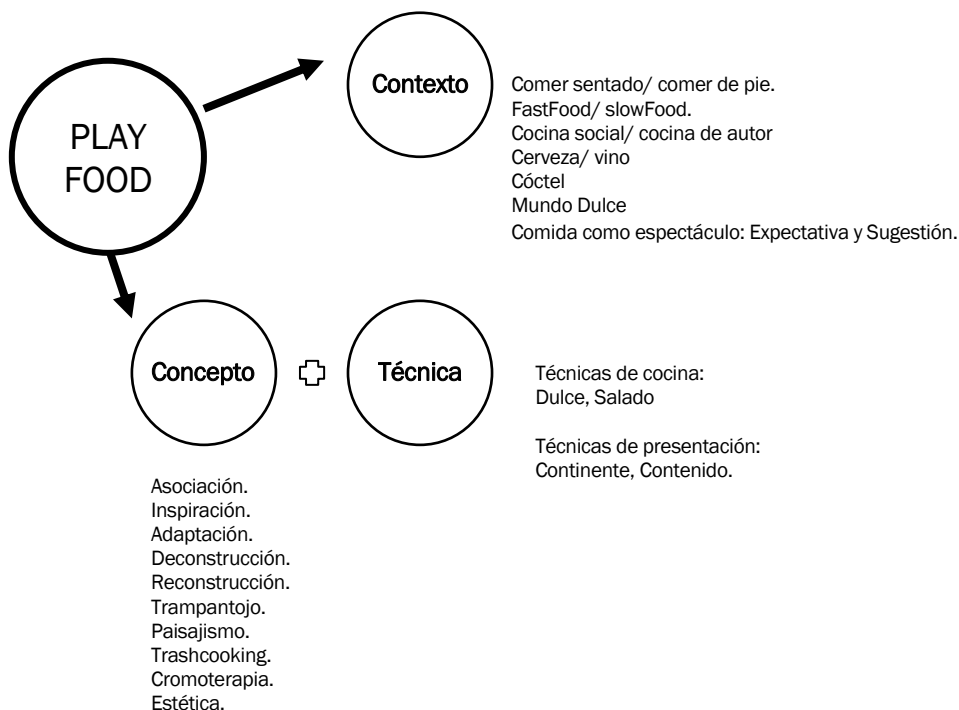 PLAY
FOOD
Contexto
Comer sentado/ comer de pie.
FastFood/ slowFood.
Cocina social/ cocina de autor
Cerveza/ vino
Cóctel
Mundo Dulce
Comida como espectáculo: Expectativa y Sugestión.
Concepto
Técnica
Técnicas de cocina:
Dulce, Salado
Técnicas de presentación:
Continente, Contenido.
Asociación.
Inspiración.
Adaptación.
Deconstrucción.
Reconstrucción.
Trampantojo.
Paisajismo.
Trashcooking.
Cromoterapia.
Estética.